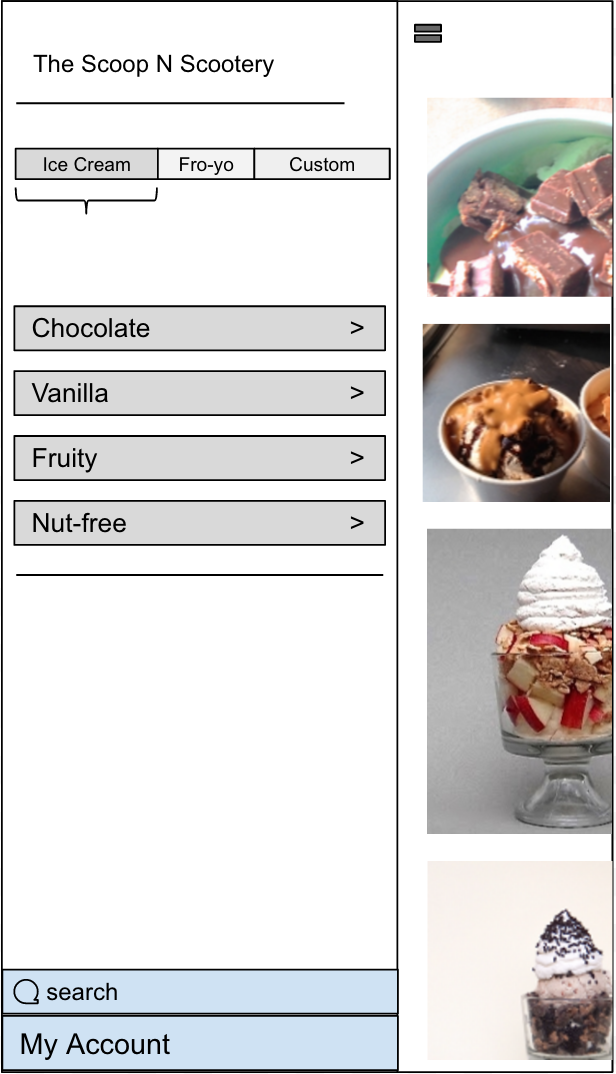 The Scoop N Scootery
Ice Cream Fro-yo Custom
Chocolate >
Vanilla >
Fruity >
Nut-free >
search
My Account